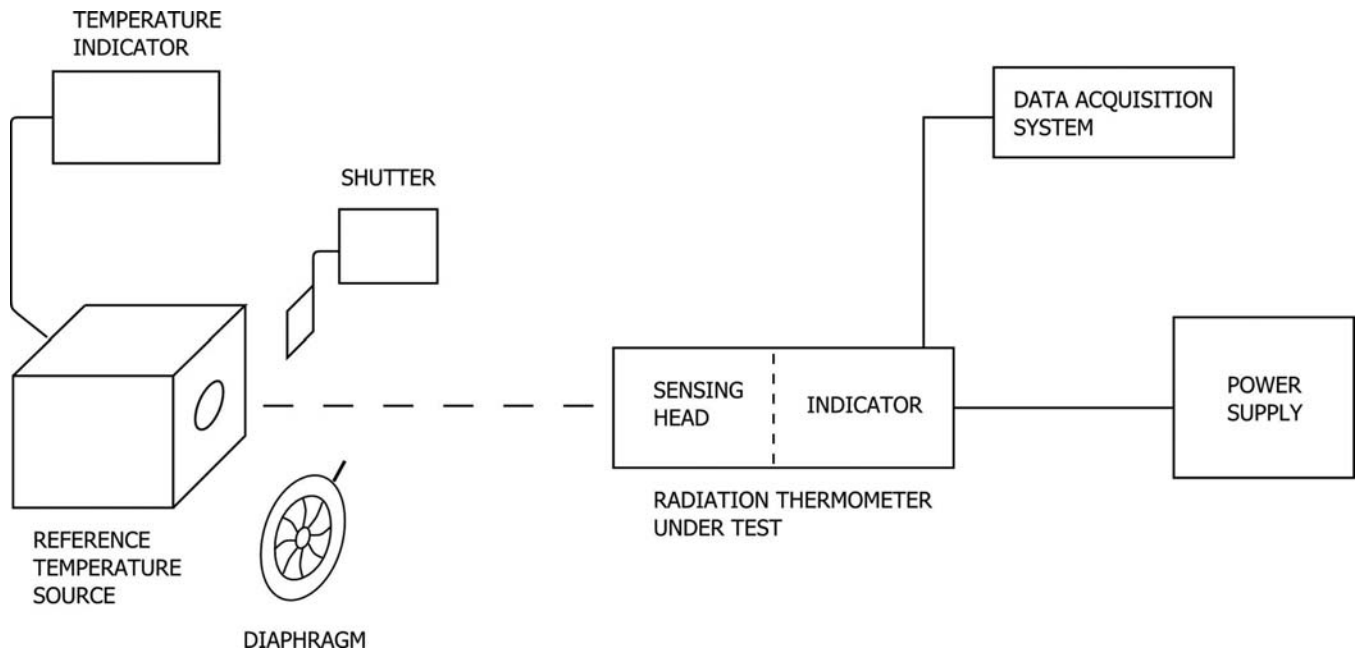 TEMPERATURE
INDICATOR
DATA ACQUISITION
SYSTEM
SHUTTER
SENSING
HEAD
INDICATOR
POWER
SUPPLY
RADIATION THERMOMETER
UNDER TEST
REFERENCE
TEMPERATURE
SOURCE
DIAPHRAGM